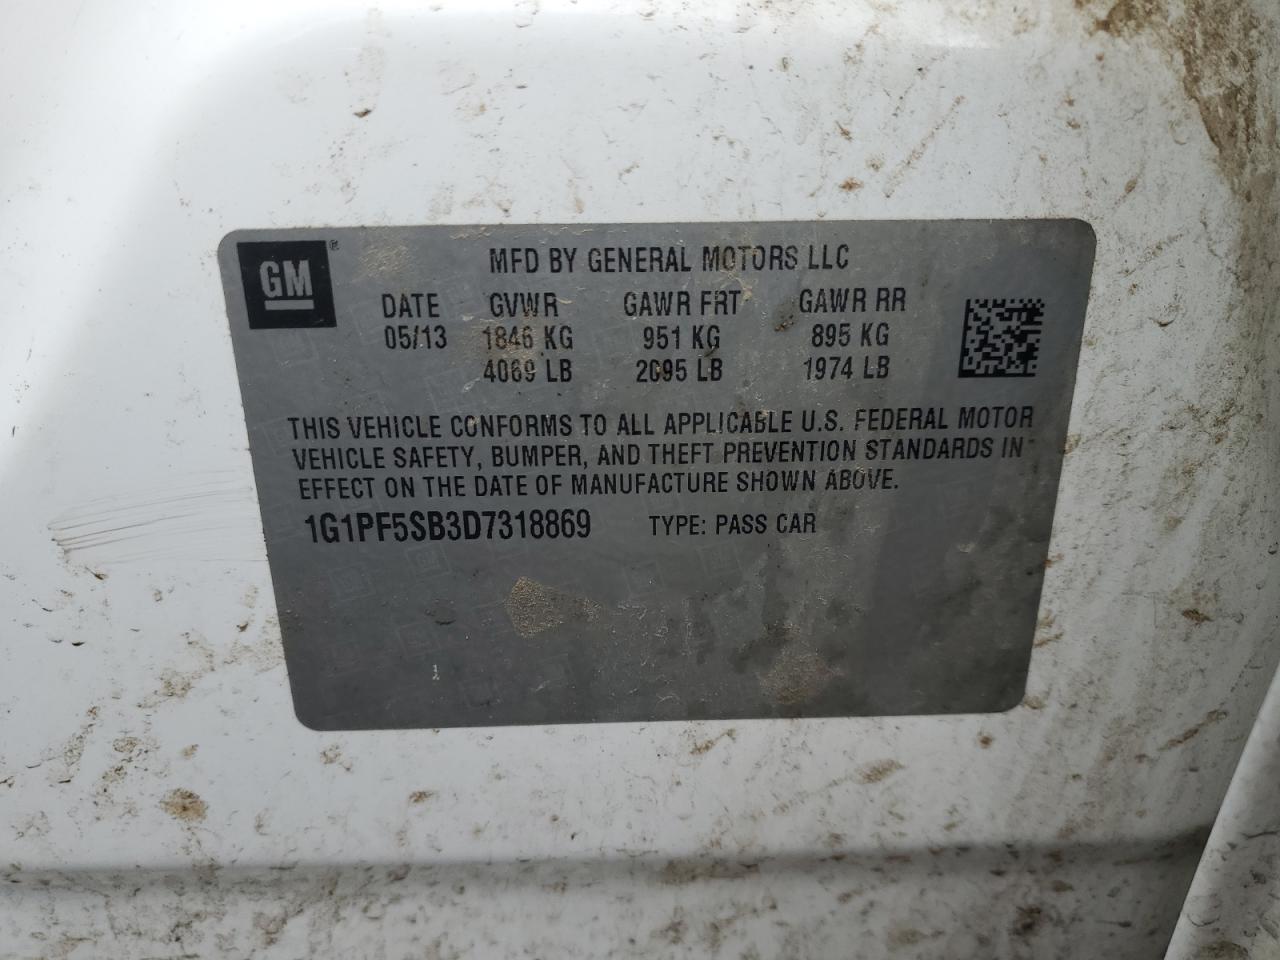 GM®
MFD BY GENERAL MOTORS LLC
DATE GVWR GAWR FRT GAWR RR
05/13 1846 KG 951 KG 895 KG
4069 LB 2095 LB 1974 LB
THIS VEHICLE CONFORMS TO ALL APPLICABLE U.S. FEDERAL MOTOR
VEHICLE SAFETY, BUMPER, AND THEFT PREVENTION STANDARDS IN
EFFECT ON THE DATE OF MANUFACTURE SHOWN ABOVE.
1G1PF5SB3D7318869 TYPE: PASS CAR